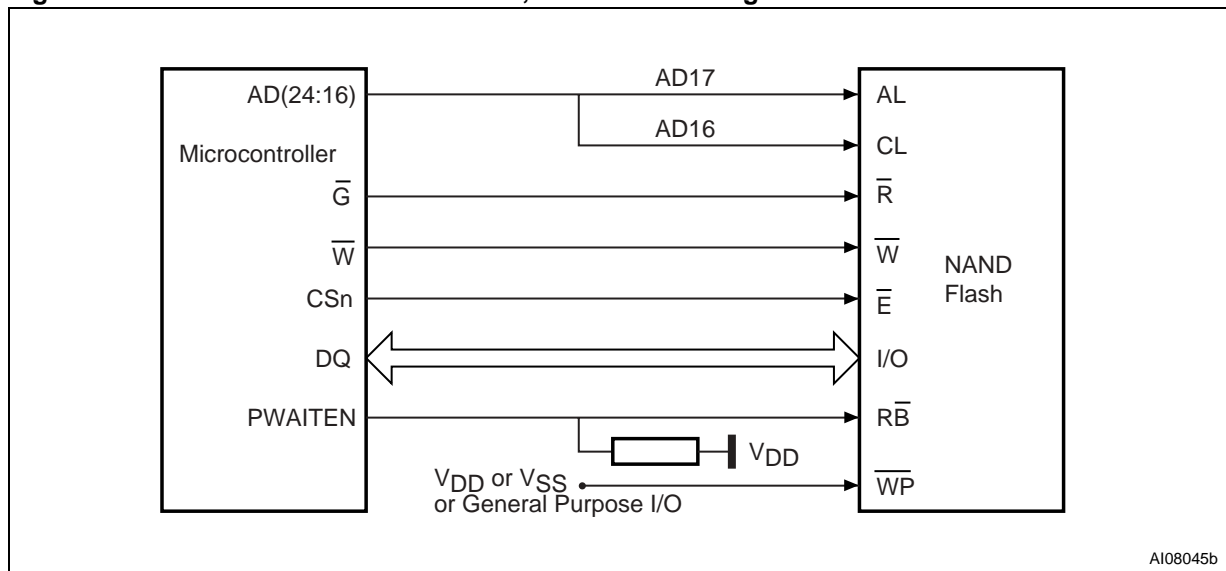 AD(24:16)
AD17
AL
AD16
CL
Microcontroller
G̅
R̅
W̅
W̅
NAND
Flash
CSn
E̅
DQ
I/O
PWAITEN
RB̅
VDD
VDD or VSS
or General Purpose I/O
W̅P̅
AI08045b